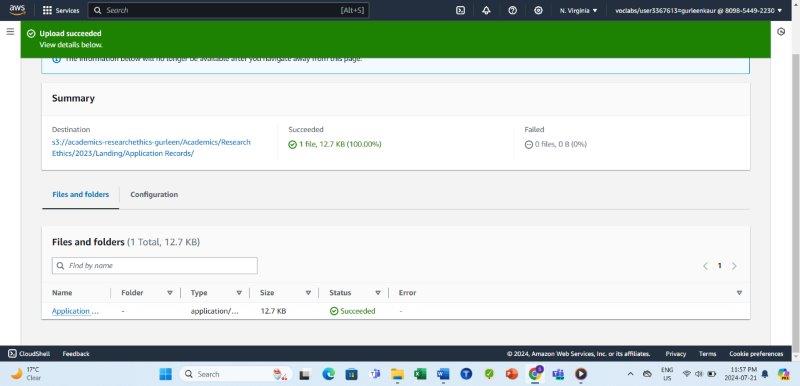 aws
Services
Search
[Alt+S]
N. Virginia
voclabs/user3367613=gurleenkaur @ 8098-5449-2230
Upload succeeded
View details below.
The information below will no longer be available after you navigate away from this page.
Summary
Destination
s3://academics-researchethics-gurleen/Academics/Research
Ethics/2023/Landing/Application Records/
Succeeded
1 file, 12.7 KB (100.00%)
Failed
0 files, 0 B (0%)
Files and folders
Configuration
Files and folders (1 Total, 12.7 KB)
Find by name
1
Name Folder Type Size Status Error
Application ... - application/... 12.7 KB Succeeded -
CloudShell Feedback
© 2024, Amazon Web Services, Inc. or its affiliates. Privacy Terms Cookie preferences
17°C
Clear
Search
ENG
US
11:57 PM
2024-07-21